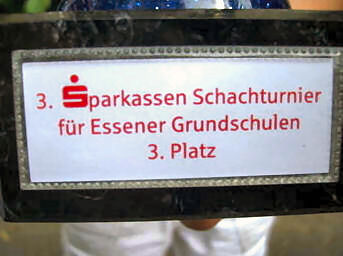 3. Sparkassen Schachturnier
für Essener Grundschulen
3. Platz